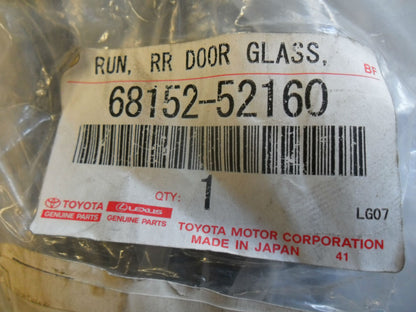 RUN, RR DOOR GLASS,
BF
68152-52160
QTY: 1
LG07
TOYOTA LEXUS
GENUINE PARTS GENUINE PARTS
TOYOTA MOTOR CORPORATION
MADE IN JAPAN 41